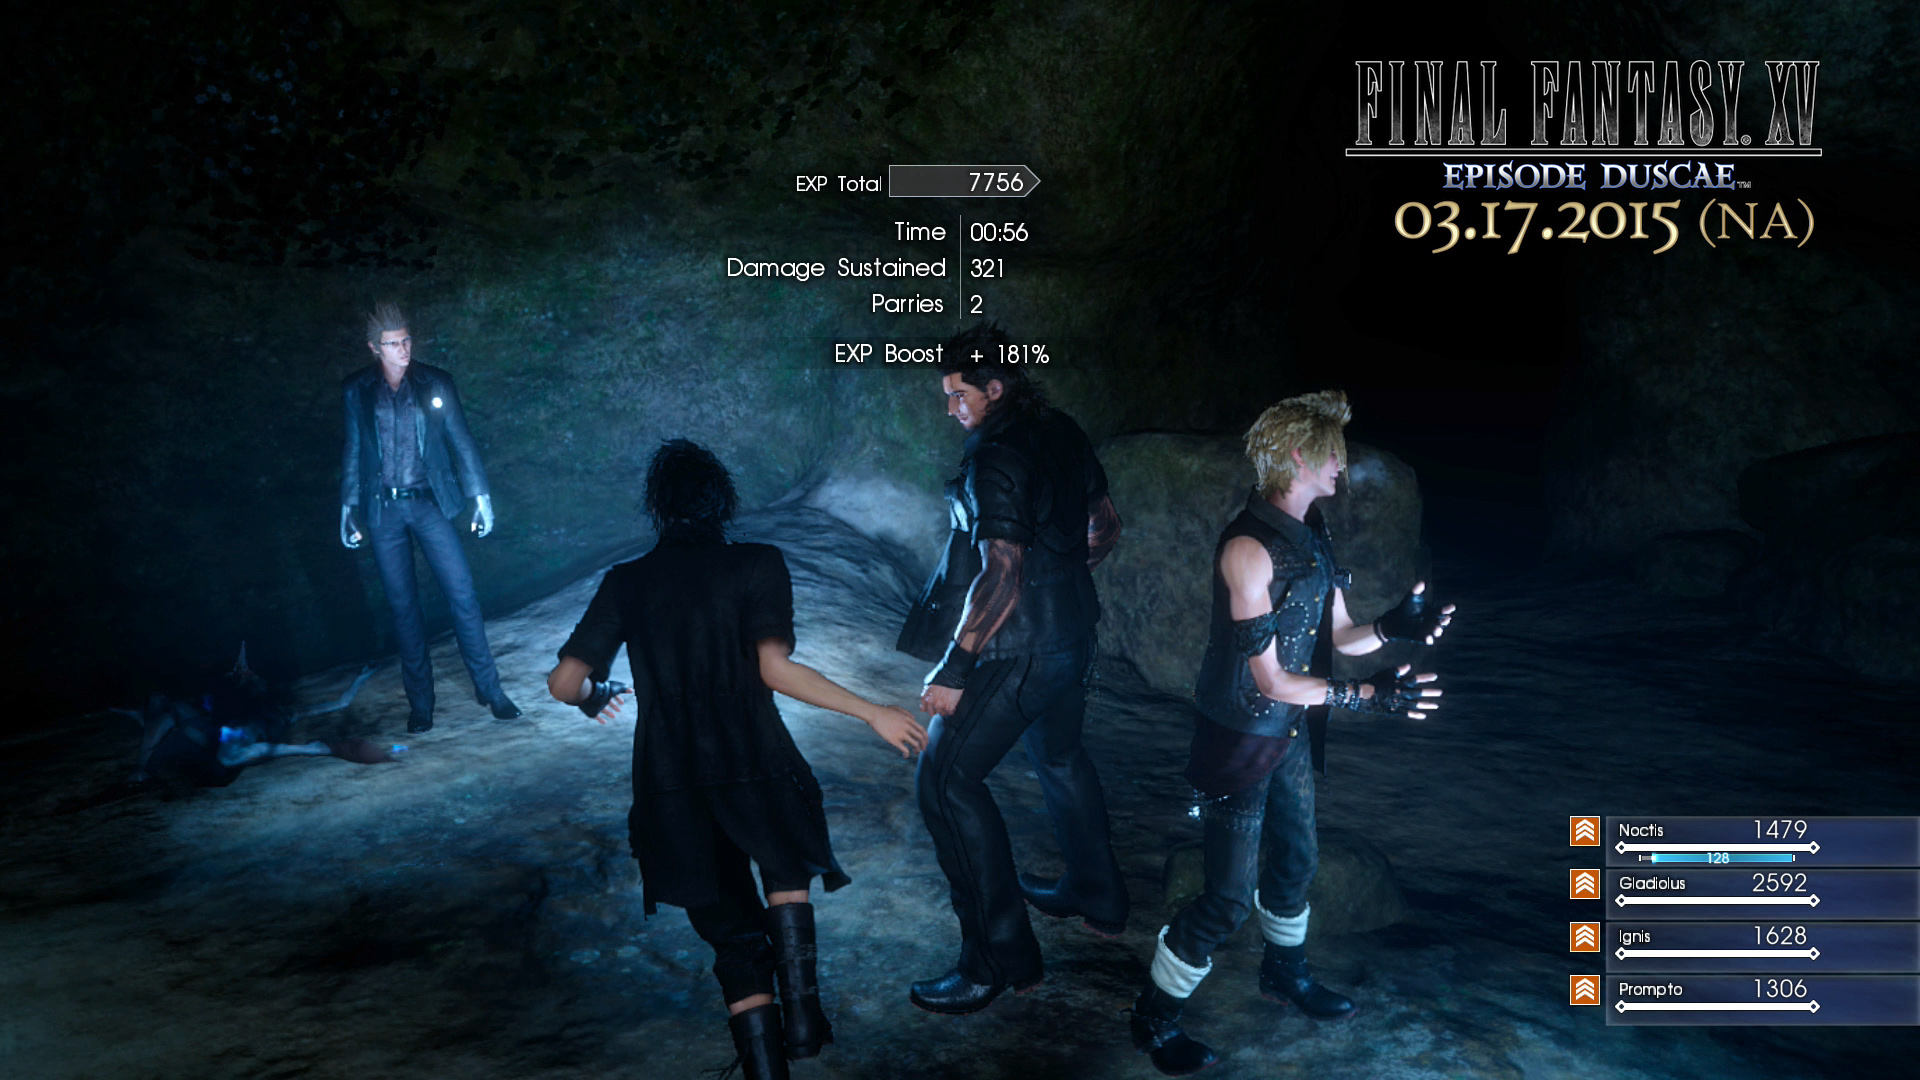 FINAL FANTASY® XV
EPISODE DUSCAE™
03.17.2015 (NA)
EXP Total 7756
Time 00:56
Damage Sustained 321
Parries 2
EXP Boost + 181%
Noctis 1479
128
Gladiolus 2592
Ignis 1628
Prompto 1306